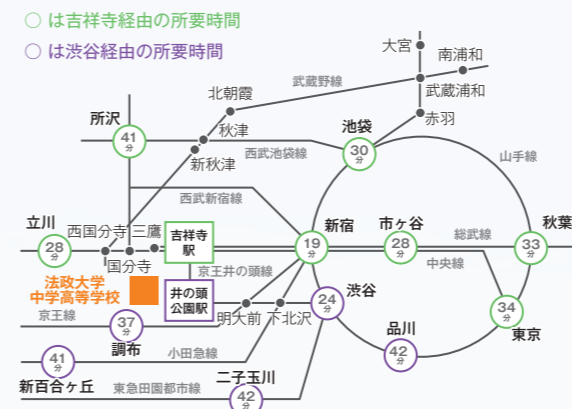 ○ は吉祥寺経由の所要時間
○ は渋谷経由の所要時間
大宮
南浦和
武蔵野線
武蔵浦和
北朝霞
赤羽
所沢
41分
秋津
新秋津
池袋
30分
西武池袋線
山手線
西武新宿線
立川
28分
西国分寺
三鷹
国分寺
吉祥寺
駅
新宿
19分
市ヶ谷
28分
総武線
中央線
秋葉
33分
法政大学
中学高等学校
京王井の頭線
井の頭
公園駅
24分
渋谷
34分
東京
京王線
37分
調布
明大前
下北沢
品川
42分
41分
小田急線
新百合ヶ丘
東急田園都市線
二子玉川
42分